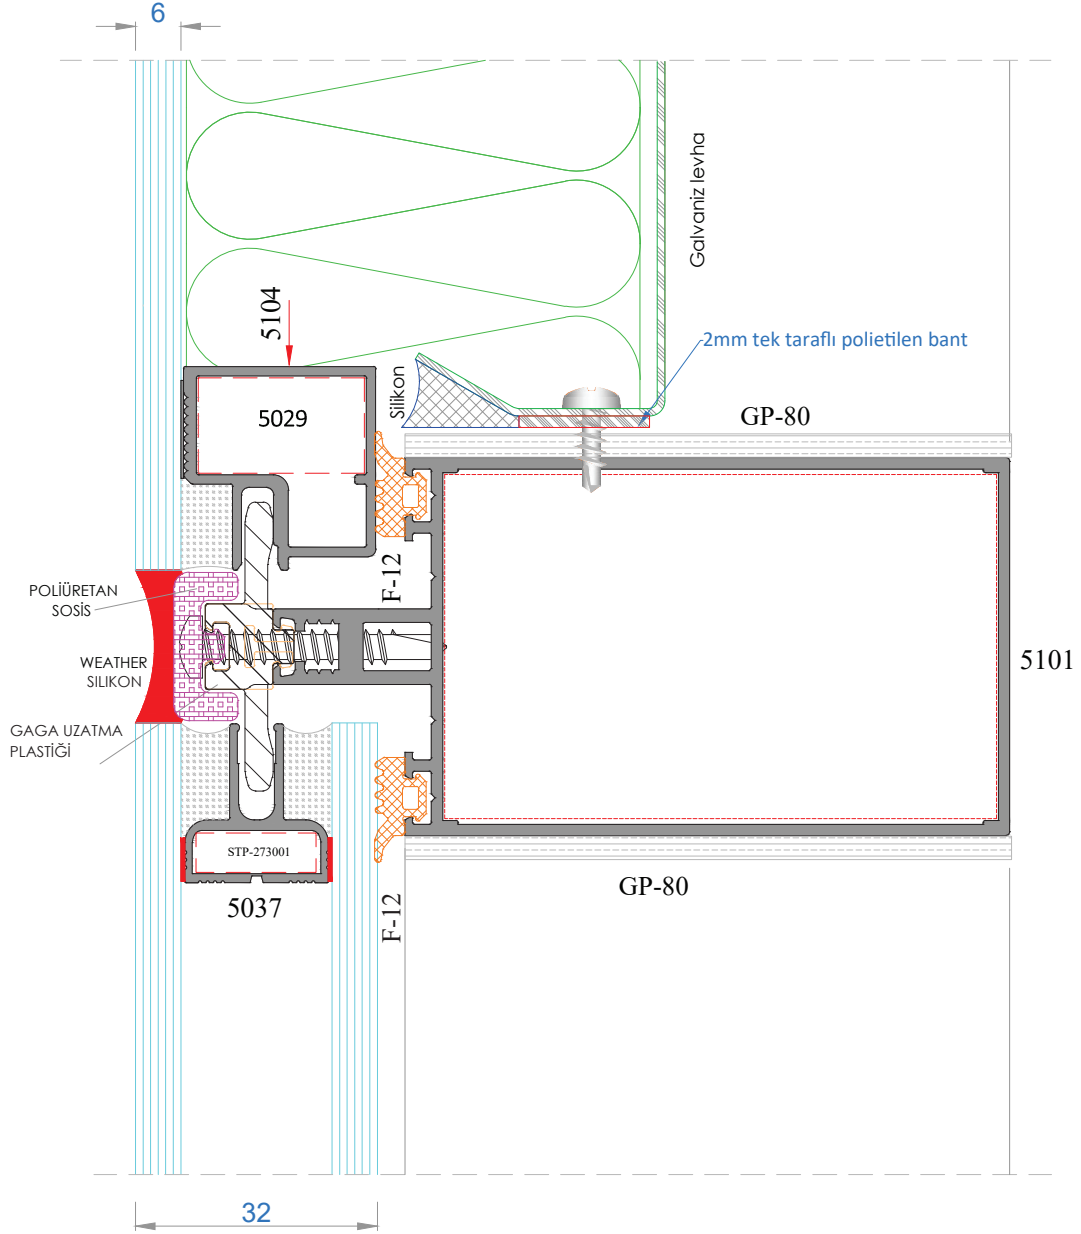 6
Galvaniz levha
5104
2mm tek taraflı polietilen bant
Silikon
5029
GP-80
F-12
POLİÜRETAN
SOSİS
WEATHER
SILIKON
5101
GAGA UZATMA
PLASTİĞİ
STP-273001
GP-80
5037
F-12
32